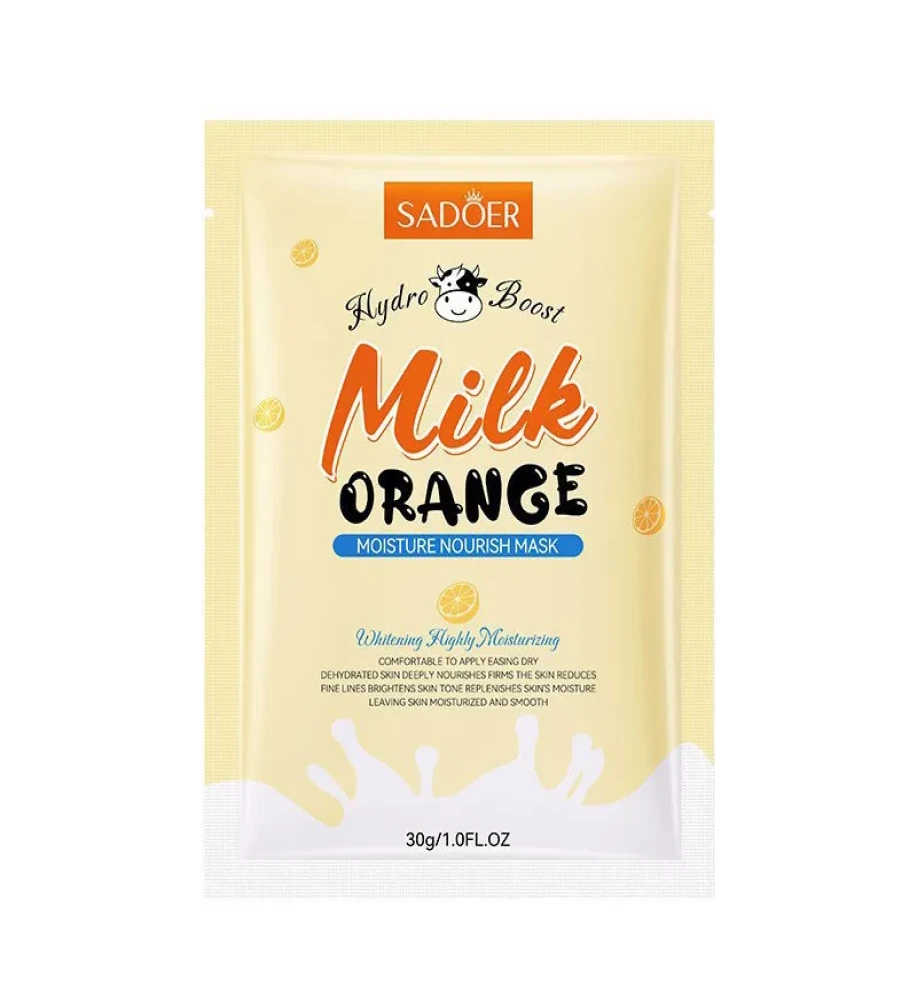 SADOER
Hydro Boost
Milk
ORANGE
MOISTURE NOURISH MASK
Whitening Highly Moisturizing
COMFORTABLE TO APPLY EASING DRY
DEHYDRATED SKIN DEEPLY NOURISHES FIRMS THE SKIN REDUCES
FINE LINES BRIGHTENS SKIN TONE REPLENISHES SKIN'S MOISTURE
LEAVING SKIN MOISTURIZED AND SMOOTH
30g/1.0FL.OZ